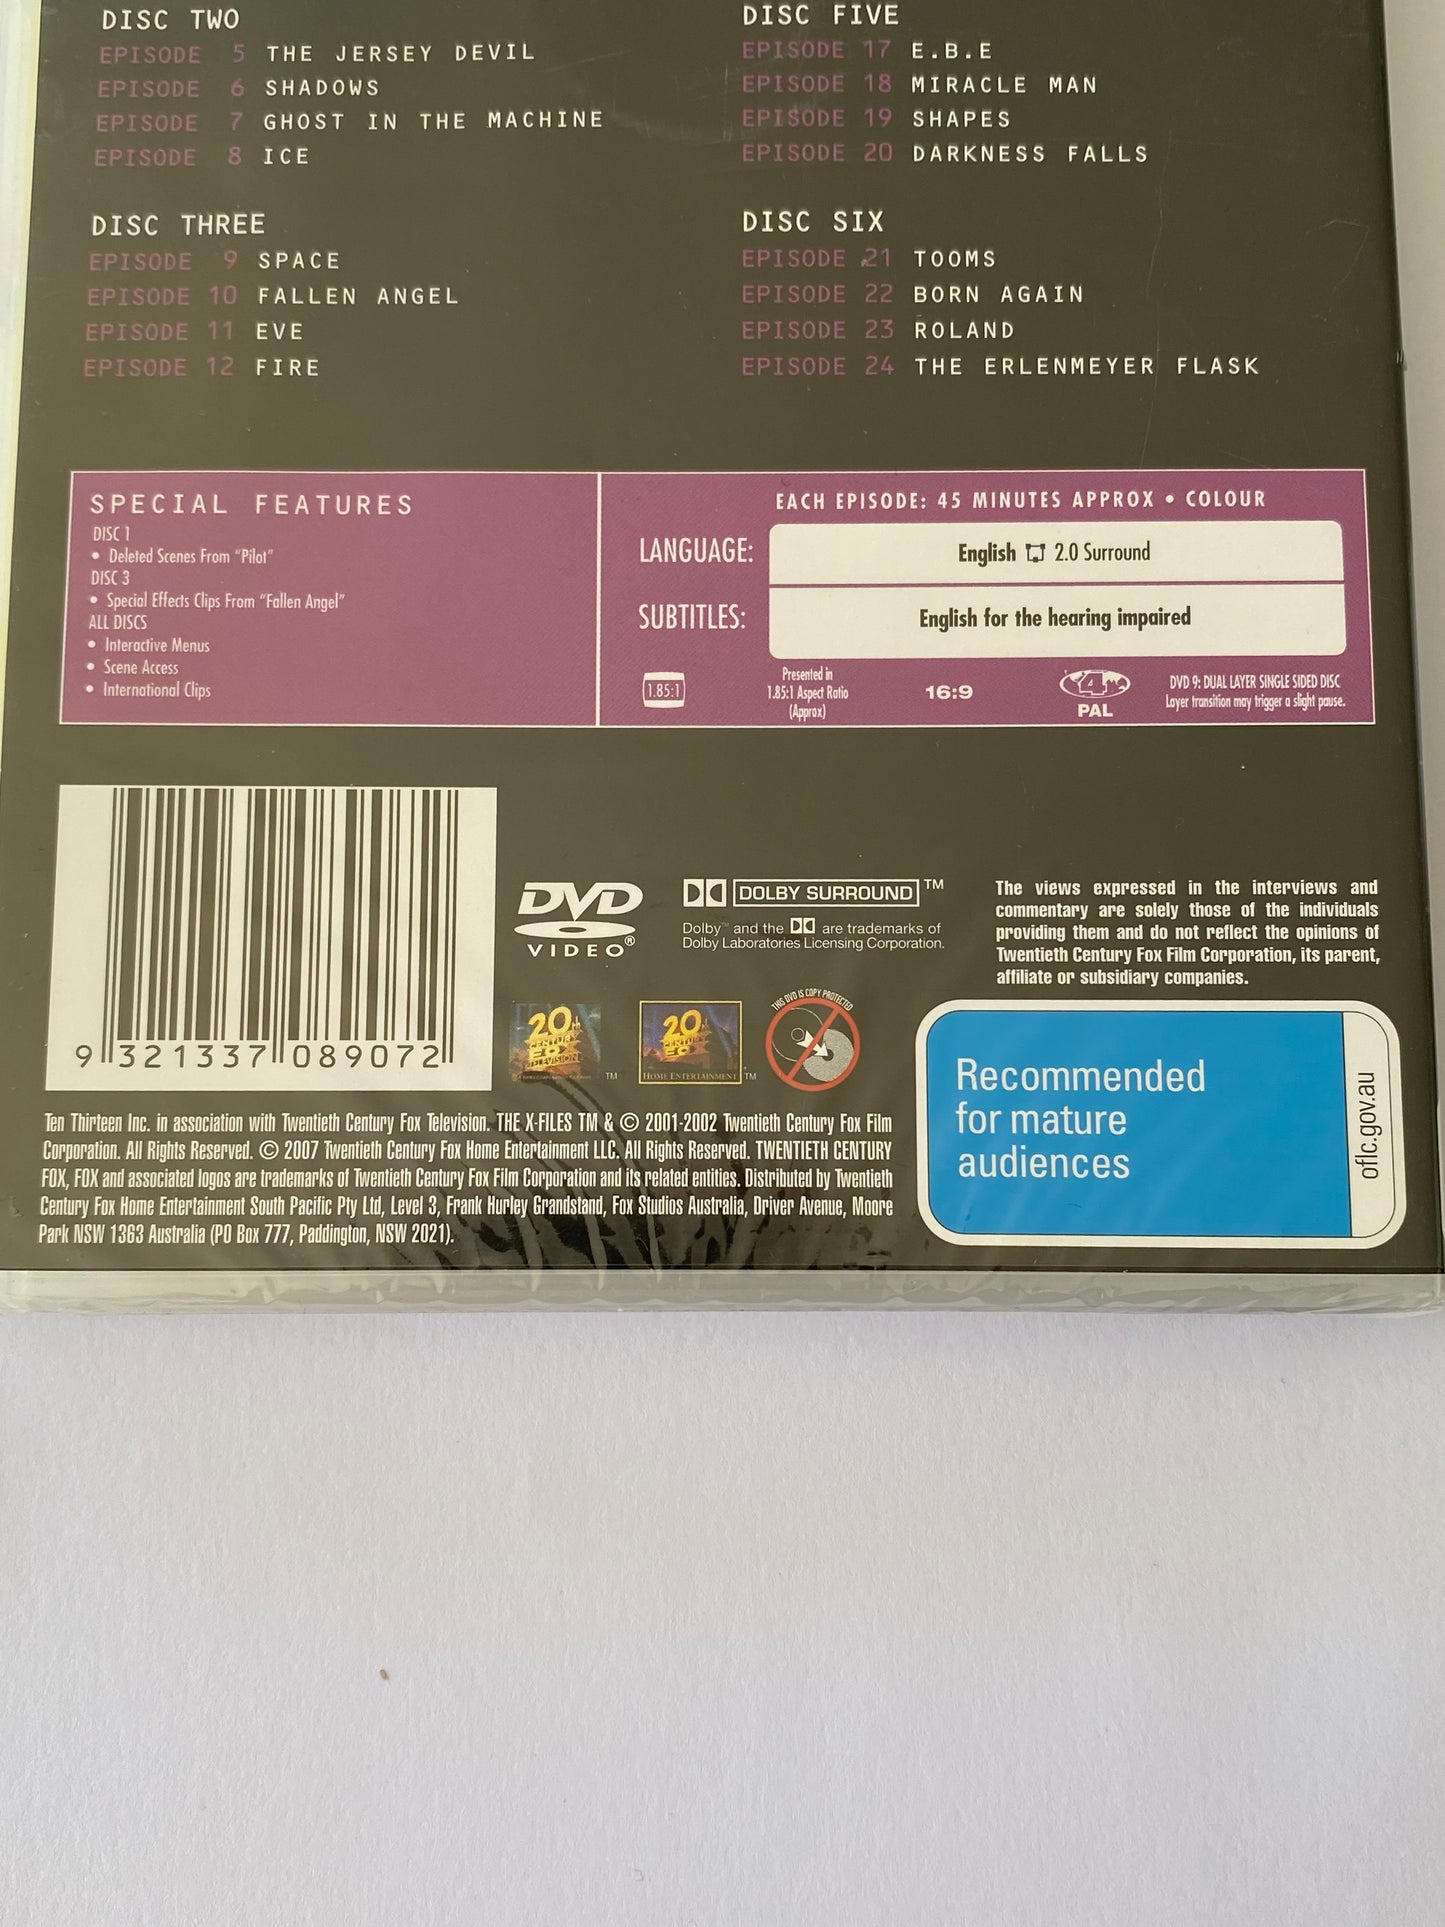 DISC TWO
EPISODE 5 THE JERSEY DEVIL
EPISODE 6 SHADOWS
EPISODE 7 GHOST IN THE MACHINE
EPISODE 8 ICE
DISC THREE
EPISODE 9 SPACE
EPISODE 10 FALLEN ANGEL
EPISODE 11 EVE
EPISODE 12 FIRE
DISC FIVE
EPISODE 17 E.B.E
EPISODE 18 MIRACLE MAN
EPISODE 19 SHAPES
EPISODE 20 DARKNESS FALLS
DISC SIX
EPISODE 21 TOOMS
EPISODE 22 BORN AGAIN
EPISODE 23 ROLAND
EPISODE 24 THE ERLENMEYER FLASK
SPECIAL FEATURES
DISC 1
• Deleted Scenes From "Pilot"
DISC 3
• Special Effects Clips From "Fallen Angel"
ALL DISCS
• Interactive Menus
• Scene Access
• International Clips
EACH EPISODE: 45 MINUTES APPROX • COLOUR
LANGUAGE: English 2.0 Surround
SUBTITLES: English for the hearing impaired
1.85:1
Presented in
1.85:1 Aspect Ratio
(Approx)
16:9
4
PAL
DVD 9: DUAL LAYER SINGLE SIDED DISC
Layer transition may trigger a slight pause.
9 321337 089072
DVD
VIDEO®
DOLBY SURROUND™
Dolby™ and the DD are trademarks of
Dolby Laboratories Licensing Corporation.
The views expressed in the interviews and
commentary are solely those of the individuals
providing them and do not reflect the opinions of
Twentieth Century Fox Film Corporation, its parent,
affiliate or subsidiary companies.
20th
CENTURY
FOX
TELEVISION
™
20th
CENTURY
FOX
HOME ENTERTAINMENT
™
THIS DVD IS COPY PROTECTED
Ten Thirteen Inc. in association with Twentieth Century Fox Television. THE X-FILES TM & © 2001-2002 Twentieth Century Fox Film
Corporation. All Rights Reserved. © 2007 Twentieth Century Fox Home Entertainment LLC. All Rights Reserved. TWENTIETH CENTURY
FOX, FOX and associated logos are trademarks of Twentieth Century Fox Film Corporation and its related entities. Distributed by Twentieth
Century Fox Home Entertainment South Pacific Pty Ltd, Level 3, Frank Hurley Grandstand, Fox Studios Australia, Driver Avenue, Moore
Park NSW 1363 Australia (PO Box 777, Paddington, NSW 2021).
Recommended
for mature
audiences
oflc.gov.au